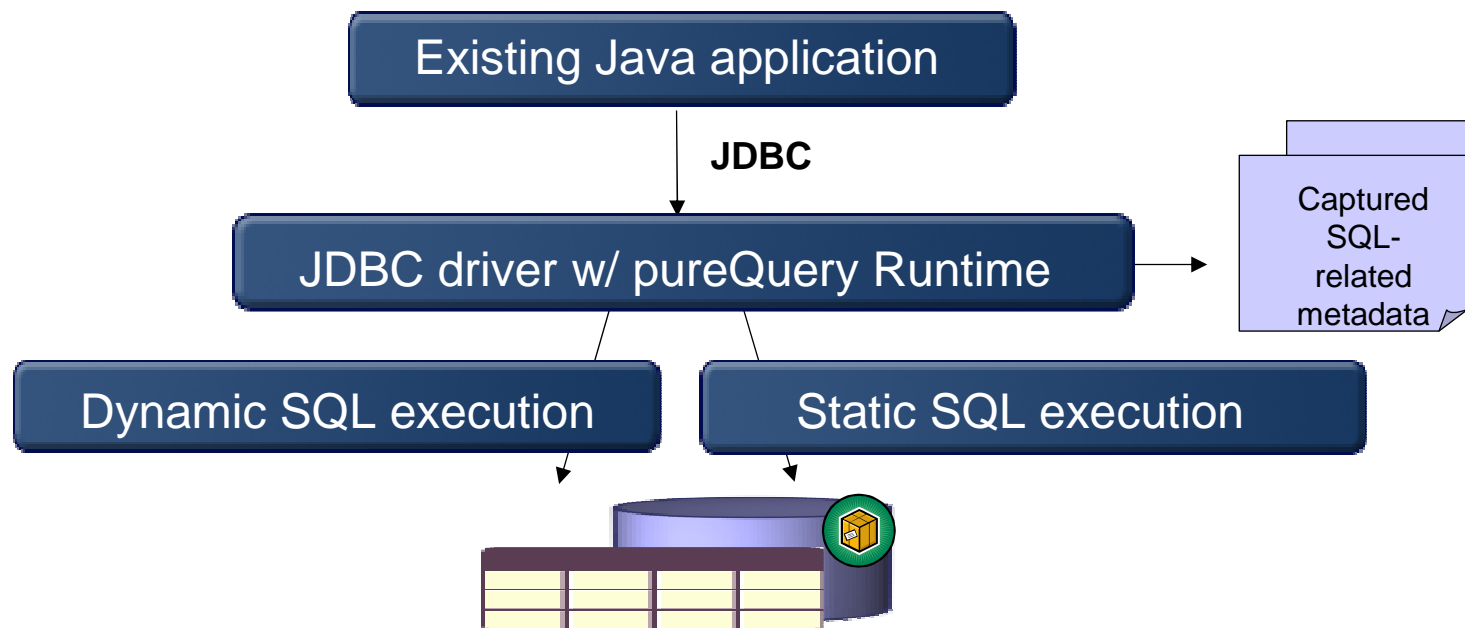 Existing Java application
JDBC
JDBC driver w/ pureQuery Runtime
Captured
SQL-
related
metadata
Dynamic SQL execution
Static SQL execution